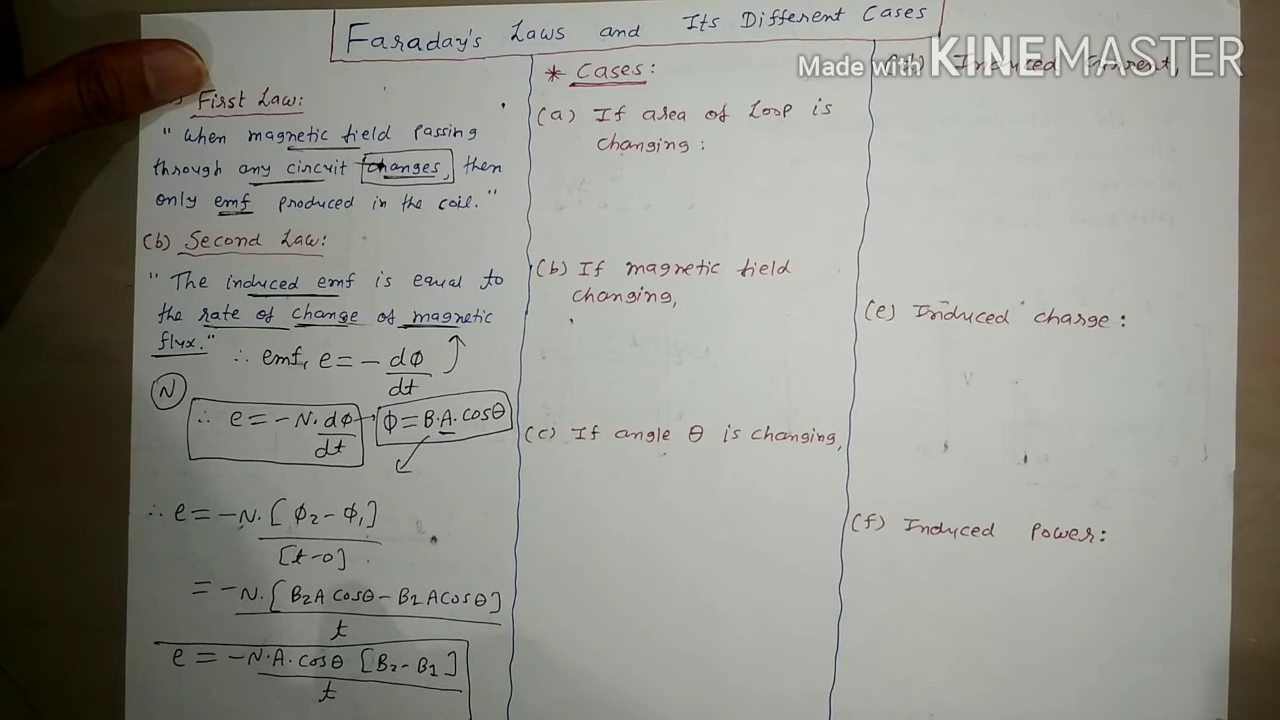 Faraday's Laws and Its Different Cases
Made with KINEMASTER
First Law:
"When magnetic field passing
through any circuit changes, then
only emf produced in the coil."
(b) Second Law:
"The induced emf is equal to
the rate of change of magnetic
flux."
∴ emf, e = - dϕ/dt
N
∴ e = -N. dϕ/dt → ϕ = B.A. cosθ
∴ e = -N. [ϕ2 - ϕ1] / [t-0]
= -N. [B2A cosθ - B1A cosθ] / t
e = -N.A. cosθ [B2 - B1] / t
* Cases:
(a) If area of Loop is
changing:
(b) If magnetic field
changing,
(c) If angle θ is changing,
Induced current,
(e) Induced charge:
(f) Induced Power: